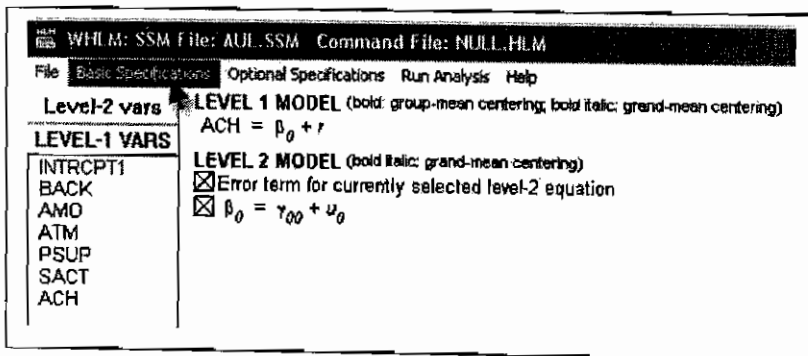 WHLM: SSM File: AUL.SSM Command File: NULL.HLM
File Basic Specifications Optional Specifications Run Analysis Help
Level-2 vars
LEVEL-1 VARS
INTRCPT1
BACK
AMO
ATM
PSUP
SACT
ACH
LEVEL 1 MODEL (bold: group-mean centering; bold italic: grand-mean centering)
ACH = β₀ + r
LEVEL 2 MODEL (bold italic: grand-mean centering)
Error term for currently selected level-2 equation
β₀ = γ₀₀ + u₀